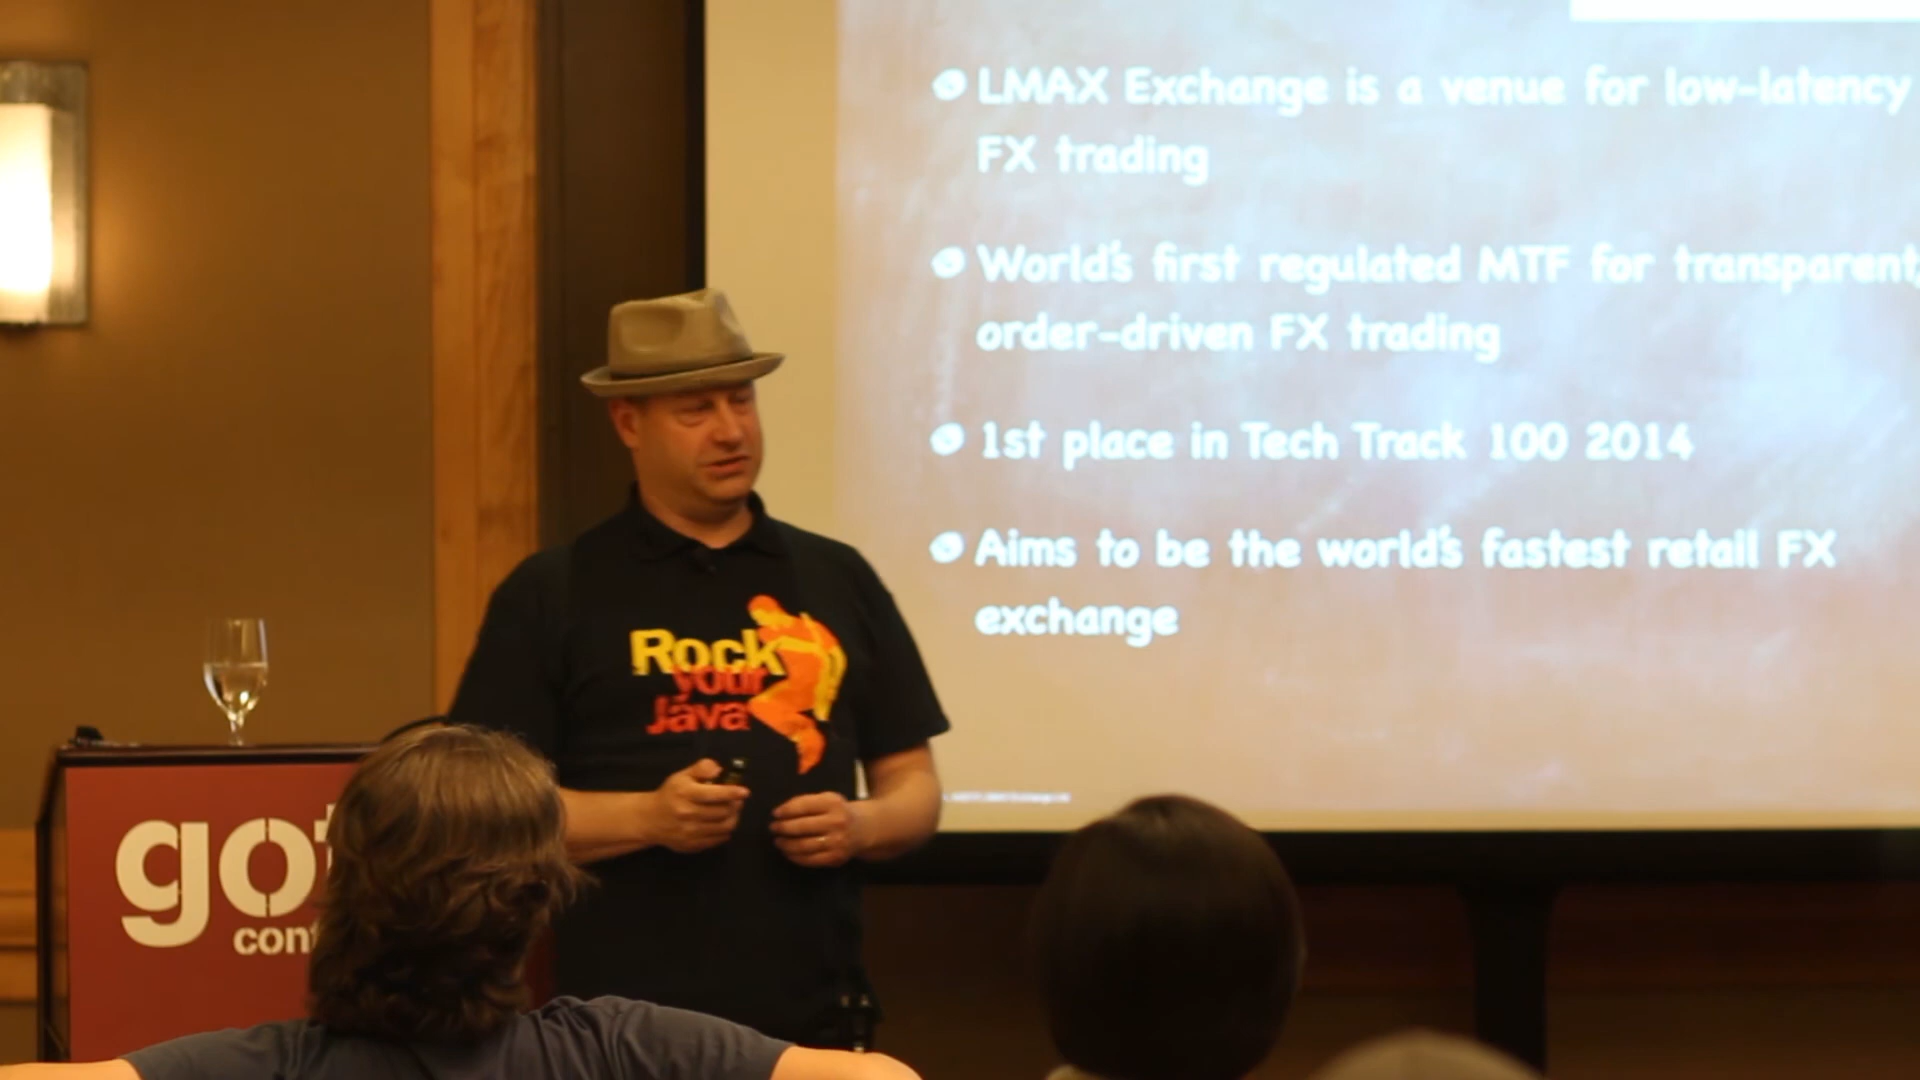 LMAX Exchange is a venue for low-latency
FX trading
World's first regulated MTF for transparent,
order-driven FX trading
1st place in Tech Track 100 2014
Aims to be the world's fastest retail FX
exchange
Rock
your
Java
got
con